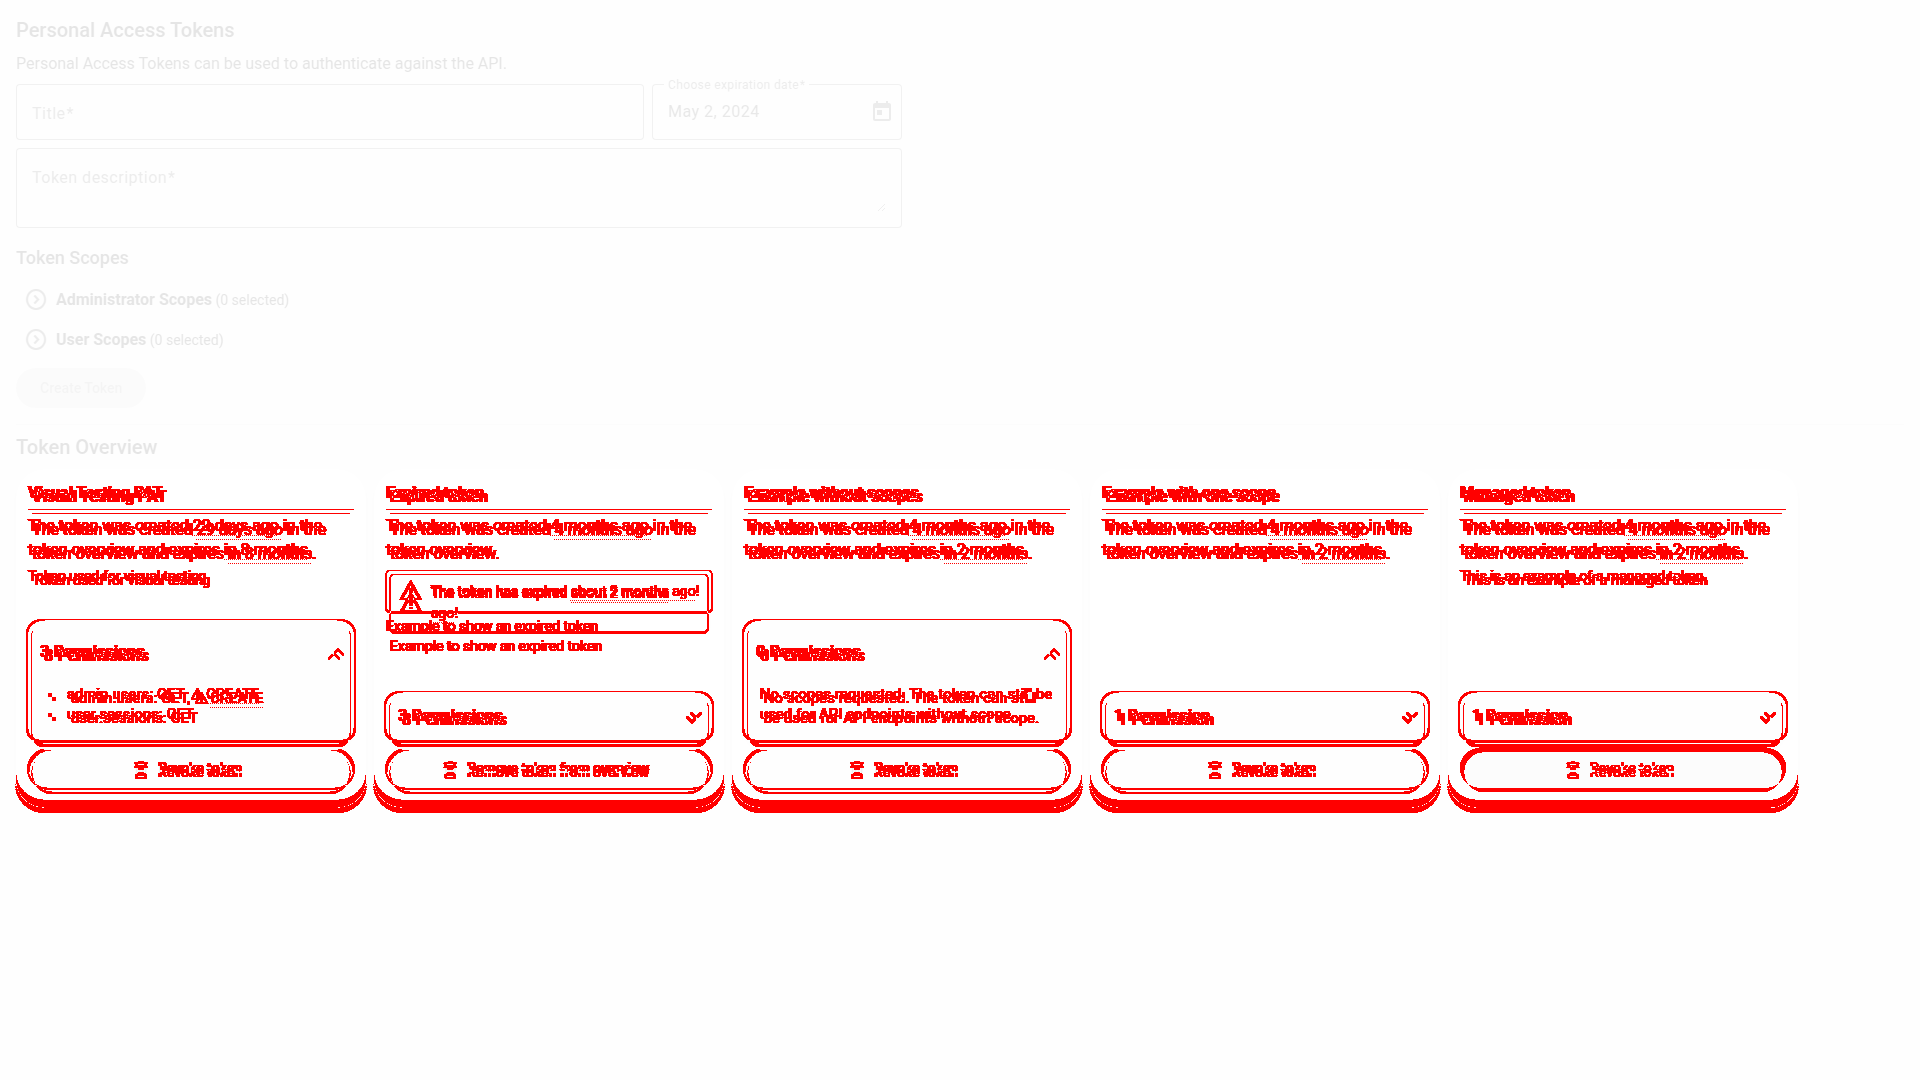 Personal Access Tokens
Personal Access Tokens can be used to authenticate against the API.
Title*
Choose expiration date*
May 2, 2024
Token description*
Token Scopes
Administrator Scopes (0 selected)
User Scopes (0 selected)
Create Token
Token Overview
Visual Testing PAT
The token was created 29 days ago in the
token overview and expires in 8 months.
Token used for visual testing
3 Permissions
admin-users: GET, ⚠ CREATE
user-sessions: GET
Revoke token
Expired token
The token was created 4 months ago in the
token overview.
The token has expired about 2 months ago!
ago!
Example to show an expired token
Example to show an expired token
3 Permissions
Remove token from overview
Example without scopes
The token was created 4 months ago in the
token overview and expires in 2 months.
0 Permissions
No scopes requested. The token can still be
used for API endpoints without scope.
Revoke token
Example with one scope
The token was created 4 months ago in the
token overview and expires in 2 months.
1 Permission
Revoke token
Managed token
The token was created 4 months ago in the
token overview and expires in 2 months.
This is an example of a managed token
1 Permission
Revoke token